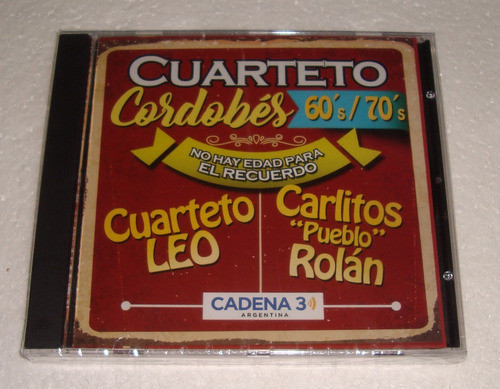 CUARTETO
Cordobés 60's / 70's
NO HAY EDAD PARA
EL RECUERDO
Cuarteto
LEO
Carlitos
"Pueblo"
Rolán
CADENA 3
ARGENTINA